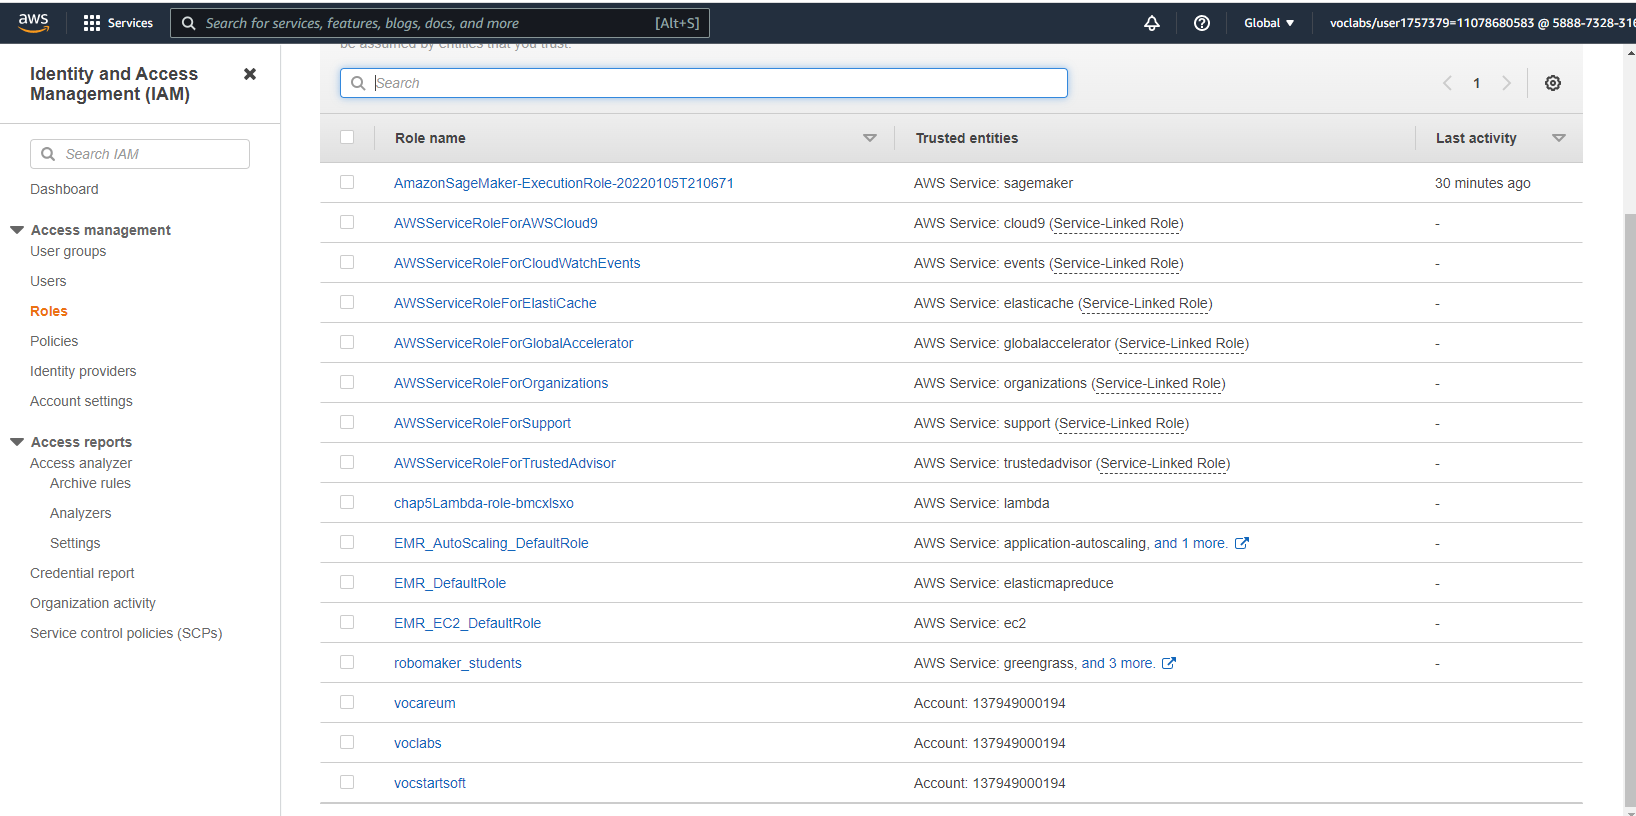 aws
Services
Search for services, features, blogs, docs, and more [Alt+S]
Global
voclabs/user1757379=11078680583 @ 5888-7328-316
Identity and Access
Management (IAM)
Search IAM
Dashboard
Access management
User groups
Users
Roles
Policies
Identity providers
Account settings
Access reports
Access analyzer
Archive rules
Analyzers
Settings
Credential report
Organization activity
Service control policies (SCPs)
be assumed by entities that you trust.
Search
1
Role name Trusted entities Last activity
AmazonSageMaker-ExecutionRole-20220105T210671 AWS Service: sagemaker 30 minutes ago
AWSServiceRoleForAWSCloud9 AWS Service: cloud9 (Service-Linked Role) -
AWSServiceRoleForCloudWatchEvents AWS Service: events (Service-Linked Role) -
AWSServiceRoleForElastiCache AWS Service: elasticache (Service-Linked Role) -
AWSServiceRoleForGlobalAccelerator AWS Service: globalaccelerator (Service-Linked Role) -
AWSServiceRoleForOrganizations AWS Service: organizations (Service-Linked Role) -
AWSServiceRoleForSupport AWS Service: support (Service-Linked Role) -
AWSServiceRoleForTrustedAdvisor AWS Service: trustedadvisor (Service-Linked Role) -
chap5Lambda-role-bmcxlsxo AWS Service: lambda -
EMR_AutoScaling_DefaultRole AWS Service: application-autoscaling, and 1 more. -
EMR_DefaultRole AWS Service: elasticmapreduce -
EMR_EC2_DefaultRole AWS Service: ec2 -
robomaker_students AWS Service: greengrass, and 3 more. -
vocareum Account: 137949000194
voclabs Account: 137949000194
vocstartsoft Account: 137949000194